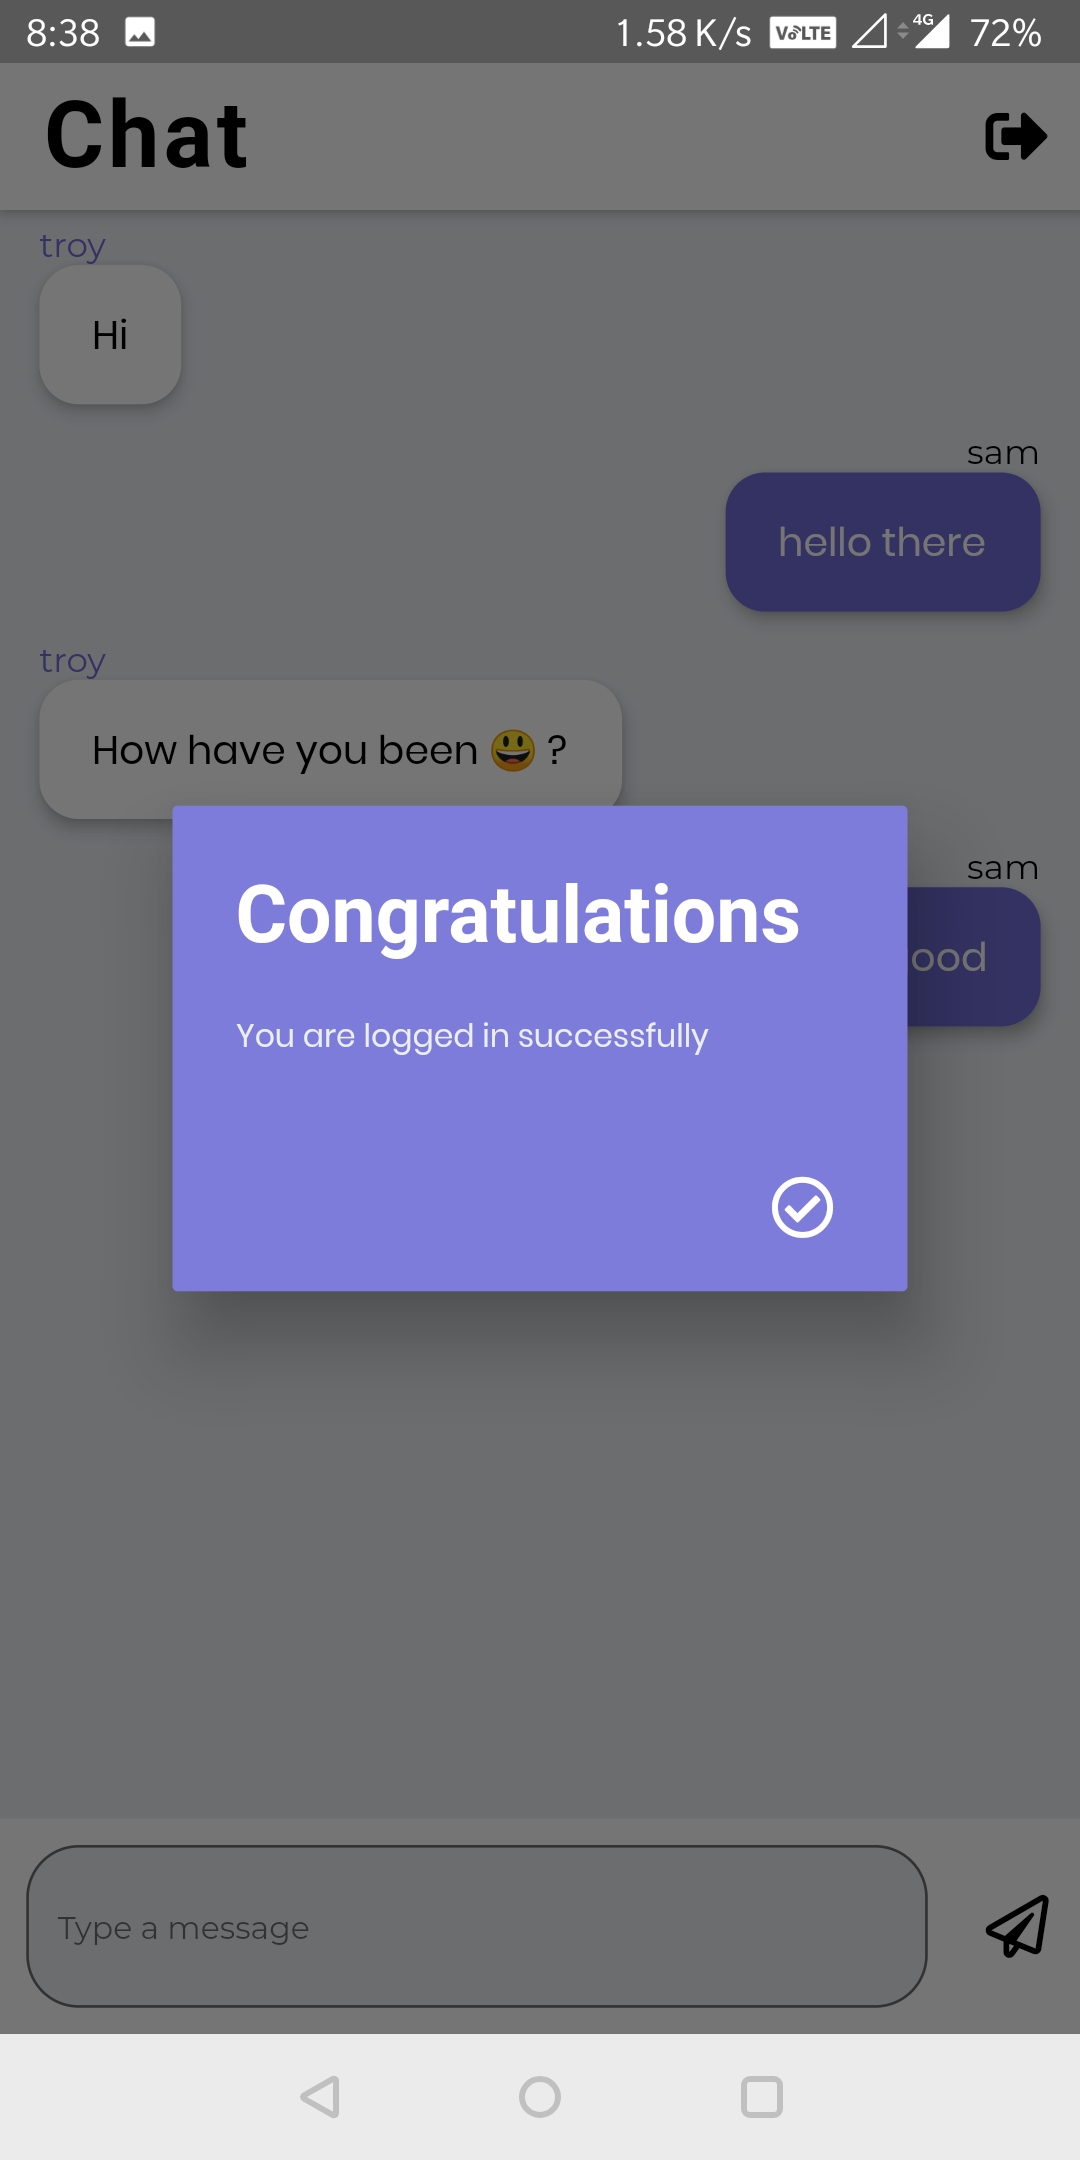 8:38 1.58 K/s VoLTE 4G 72%
Chat
troy
Hi
sam
hello there
troy
How have you been 😃 ?
sam
Congratulations
You are logged in successfully
Type a message